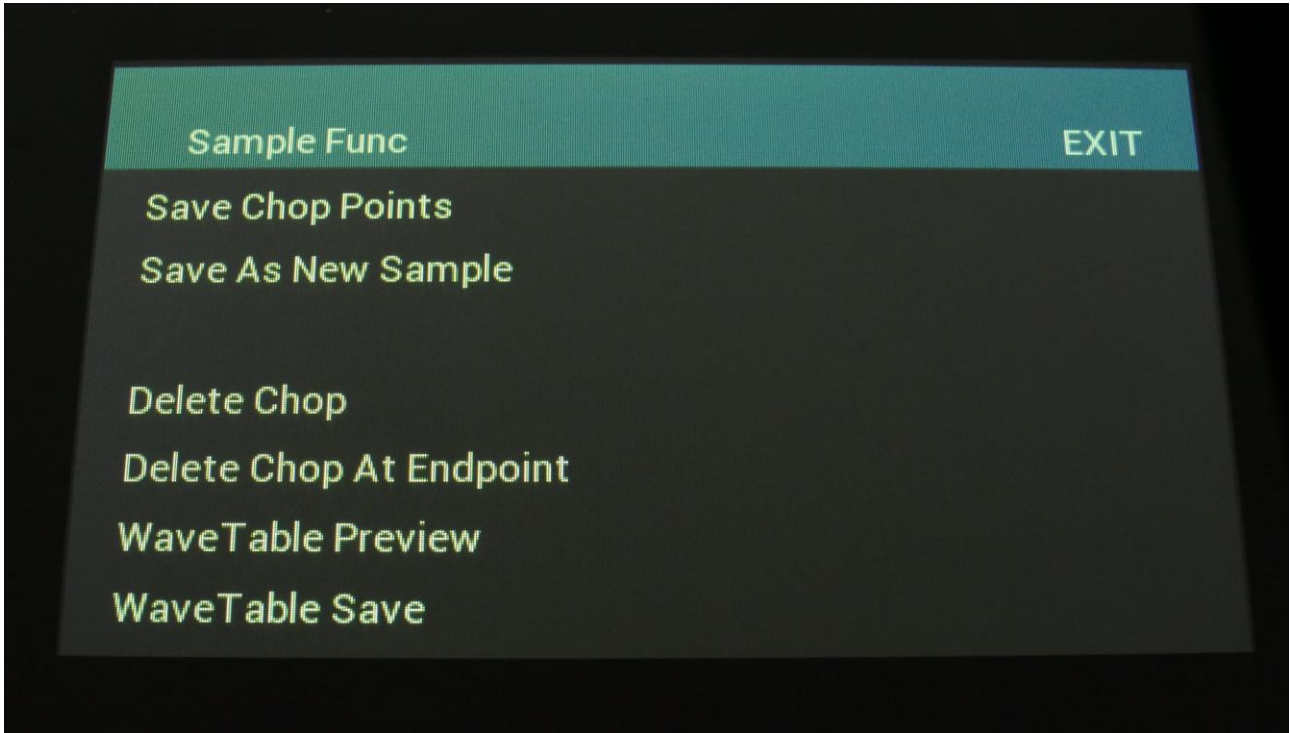 Sample Func EXIT
Save Chop Points
Save As New Sample
Delete Chop
Delete Chop At Endpoint
WaveTable Preview
WaveTable Save